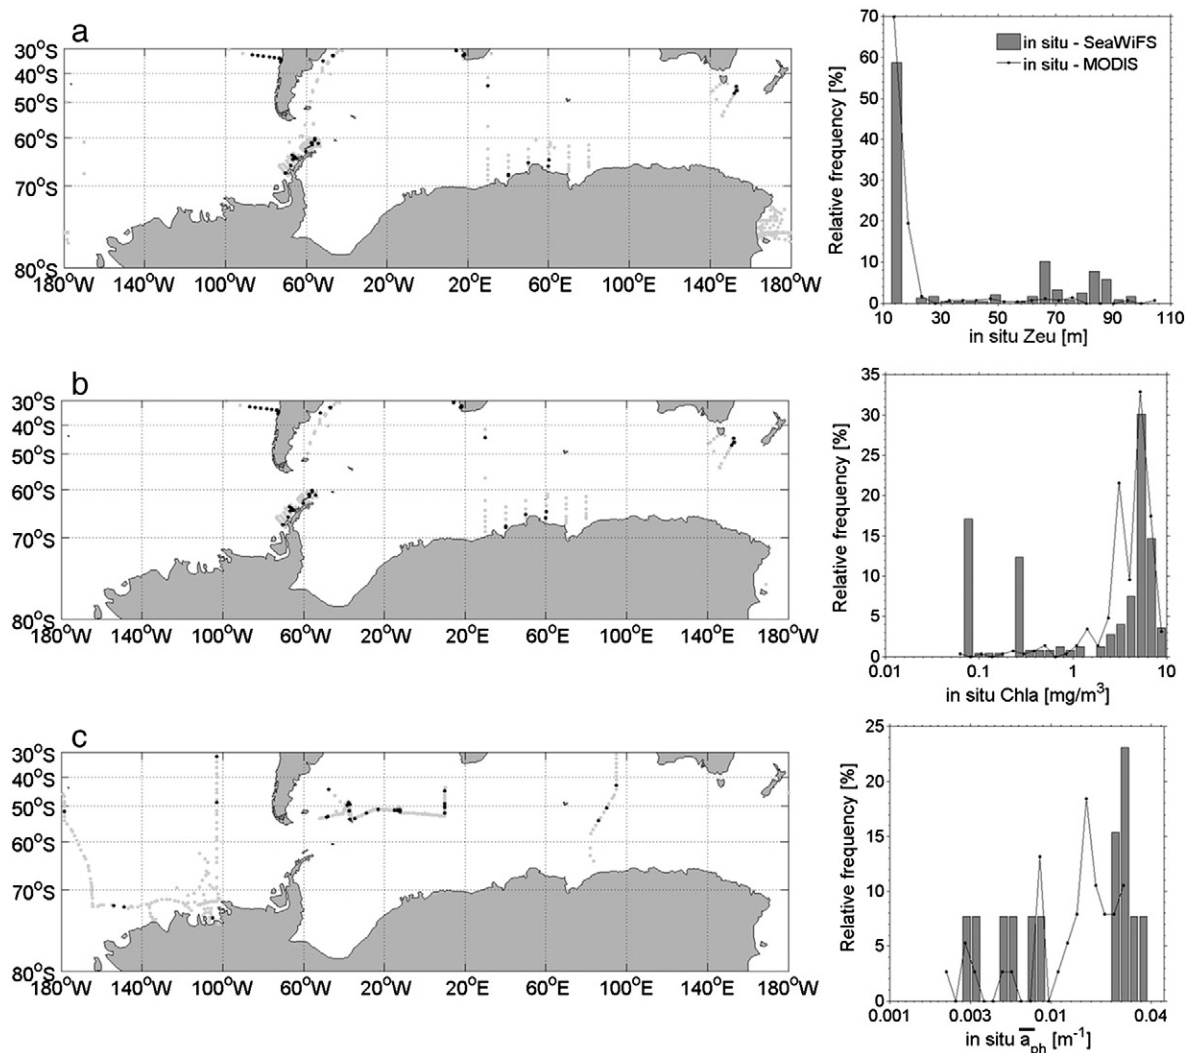 a
30°S
40°S
50°S
60°S
70°S
80°S
180°W 140°W 100°W 60°W 20°W 20°E 60°E 100°E 140°E 180°W
Relative frequency [%]
70
60
50
40
30
20
10
0
in situ - SeaWiFS
in situ - MODIS
10 30 50 70 90 110
in situ Zeu [m]
b
30°S
40°S
50°S
60°S
70°S
80°S
180°W 140°W 100°W 60°W 20°W 20°E 60°E 100°E 140°E 180°W
Relative frequency [%]
35
30
25
20
15
10
5
0
0.01 0.1 1 10
in situ Chla [mg/m³]
c
30°S
40°S
50°S
60°S
70°S
80°S
180°W 140°W 100°W 60°W 20°W 20°E 60°E 100°E 140°E 180°W
Relative frequency [%]
25
20
15
10
5
0
0.001 0.003 0.01 0.04
in situ a̅ph [m⁻¹]